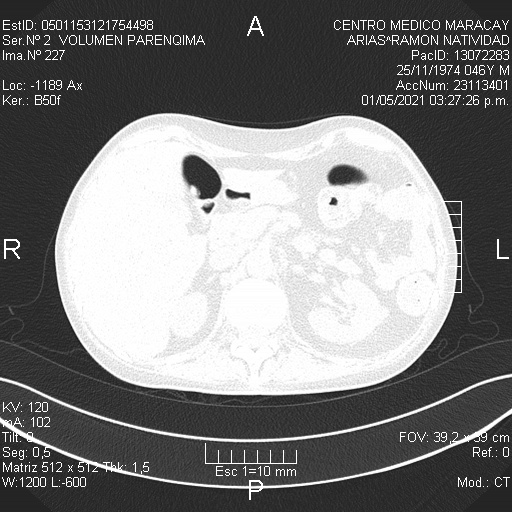 EstID: 0501153121754498
Ser.Nº 2 VOLUMEN PARENQIMA
Ima.Nº 227
Loc: -1189 Ax
Ker.: B50f
A
CENTRO MEDICO MARACAY
ARIAS^RAMON NATIVIDAD
PacID: 13072283
25/11/1974 046Y M
AccNum: 23113401
01/05/2021 03:27:26 p.m.
R
L
KV: 120
mA: 102
Tilt: 0
Seg: 0,5
Matriz 512 x 512 Thk: 1,5
W:1200 L:-600
Esc 1=10 mm
P
FOV: 39,2 x 39 cm
Ref.: 0
Mod.: CT